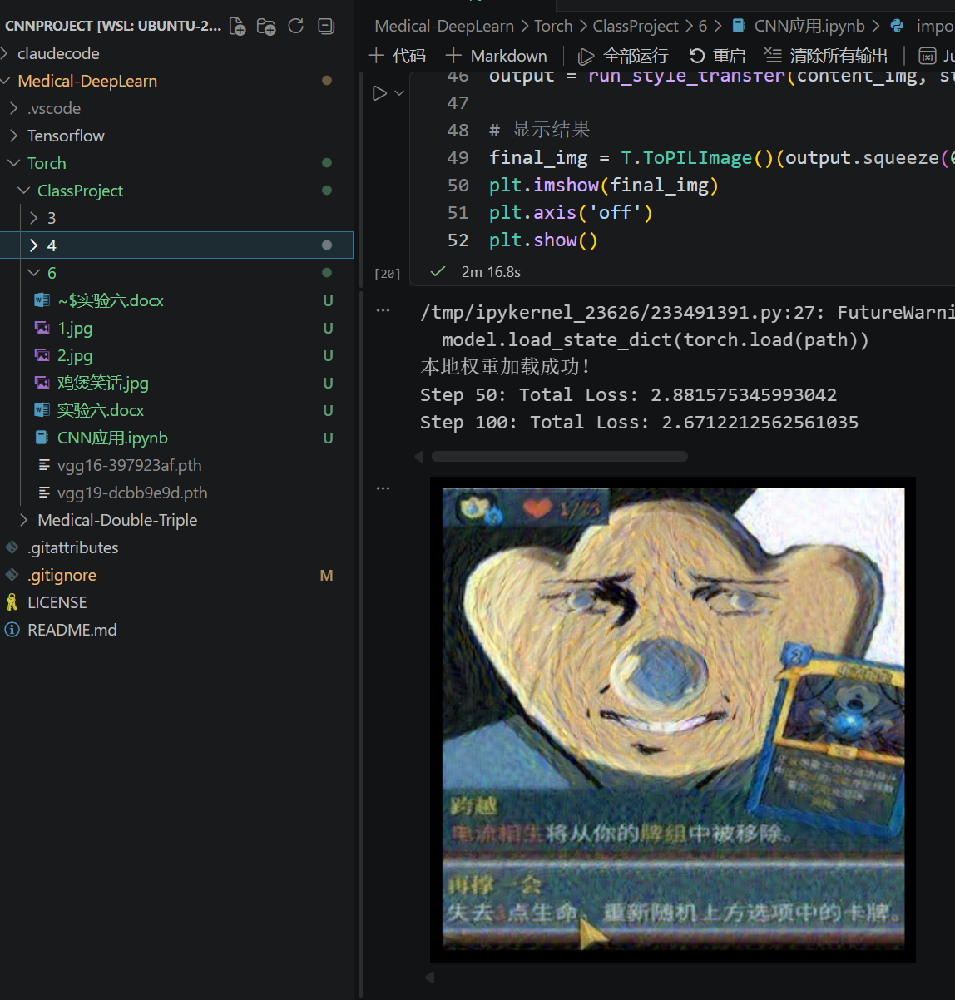 CNNPROJECT [WSL: UBUNTU-2...
claudecode
Medical-DeepLearn
.vscode
Tensorflow
Torch
ClassProject
3
4
6
~$实验六.docx U
1.jpg U
2.jpg U
鸡煲笑话.jpg U
实验六.docx U
CNN应用.ipynb U
vgg16-397923af.pth
vgg19-dcbb9e9d.pth
Medical-Double-Triple
.gitattributes
.gitignore M
LICENSE
README.md
Medical-DeepLearn > Torch > ClassProject > 6 > CNN应用.ipynb > impo
代码 Markdown 全部运行 重启 清除所有输出 Ju
46 output = run_style_transfer(content_img, st
47
48 # 显示结果
49 final_img = T.ToPILImage()(output.squeeze(0
50 plt.imshow(final_img)
51 plt.axis('off')
52 plt.show()
[20] 2m 16.8s
/tmp/ipykernel_23626/233491391.py:27: FutureWarni
model.load_state_dict(torch.load(path))
本地权重加载成功!
Step 50: Total Loss: 2.881575345993042
Step 100: Total Loss: 2.6712212562561035
2
跨越
电流相生将从你的牌组中被移除。
再撑一会
失去3点生命,重新随机上方选项中的卡牌。